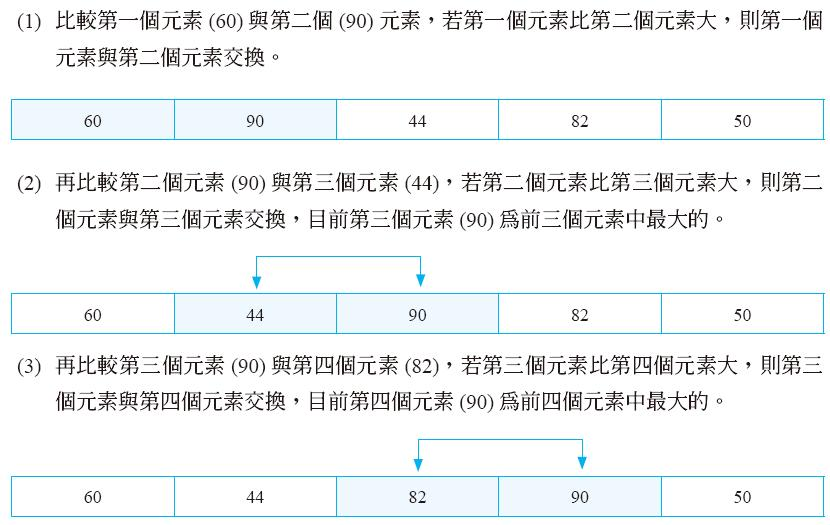 (1) 比較第一個元素 (60) 與第二個 (90) 元素，若第一個元素比第二個元素大，則第一個
元素與第二個元素交換。
60 90 44 82 50
(2) 再比較第二個元素 (90) 與第三個元素 (44)，若第二個元素比第三個元素大，則第二
個元素與第三個元素交換，目前第三個元素 (90) 爲前三個元素中最大的。
60 44 90 82 50
(3) 再比較第三個元素 (90) 與第四個元素 (82)，若第三個元素比第四個元素大，則第三
個元素與第四個元素交換，目前第四個元素 (90) 爲前四個元素中最大的。
60 44 82 90 50